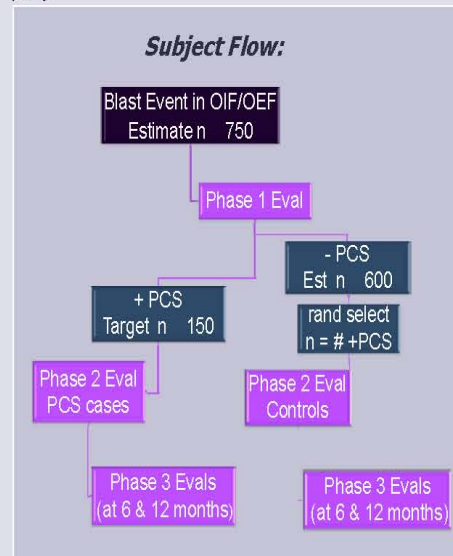 Subject Flow:
Blast Event in OIF/OEF
Estimate n 750
Phase 1 Eval
- PCS
Est n 600
+ PCS
Target n 150
rand select
n = # +PCS
Phase 2 Eval
PCS cases
Phase 2 Eval
Controls
Phase 3 Evals
(at 6 & 12 months)
Phase 3 Evals
(at 6 & 12 months)